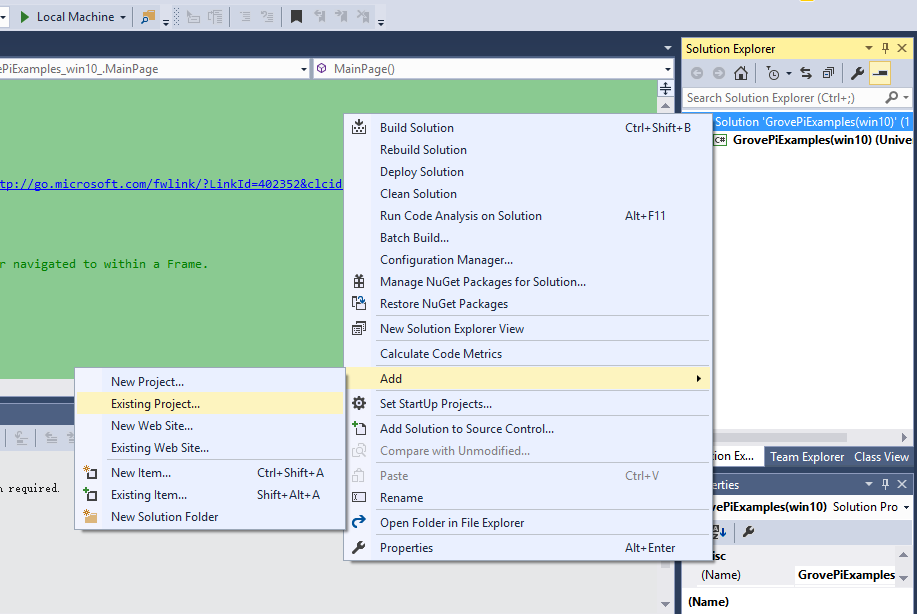 Local Machine
PiExamples_win10_.MainPage
MainPage()
tp://go.microsoft.com/fwlink/?LinkId=402352&clcid
r navigated to within a Frame.
n required.
Solution Explorer
Search Solution Explorer (Ctrl+;)
Solution 'GrovePiExamples(win10)' (1
C# GrovePiExamples(win10) (Unive
Build Solution Ctrl+Shift+B
Rebuild Solution
Deploy Solution
Clean Solution
Run Code Analysis on Solution Alt+F11
Batch Build...
Configuration Manager...
Manage NuGet Packages for Solution...
Restore NuGet Packages
New Solution Explorer View
Calculate Code Metrics
Add
Set StartUp Projects...
Add Solution to Source Control...
Compare with Unmodified...
Paste Ctrl+V
Rename
Open Folder in File Explorer
Properties Alt+Enter
New Project...
Existing Project...
New Web Site...
Existing Web Site...
New Item... Ctrl+Shift+A
Existing Item... Shift+Alt+A
New Solution Folder
ion Ex... Team Explorer Class View
erties
vePiExamples(win10) Solution Pro
isc
(Name) GrovePiExamples
(Name)